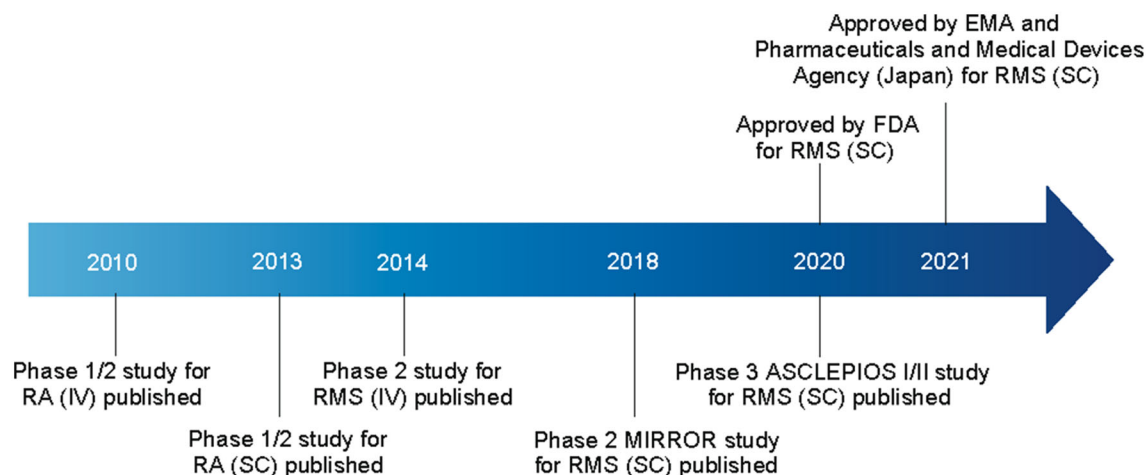 Approved by EMA and
Pharmaceuticals and Medical Devices
Agency (Japan) for RMS (SC)
Approved by FDA
for RMS (SC)
2010
2013
2014
2018
2020
2021
Phase 1/2 study for
RA (IV) published
Phase 2 study for
RMS (IV) published
Phase 3 ASCLEPIOS I/II study
for RMS (SC) published
Phase 1/2 study for
RA (SC) published
Phase 2 MIRROR study
for RMS (SC) published